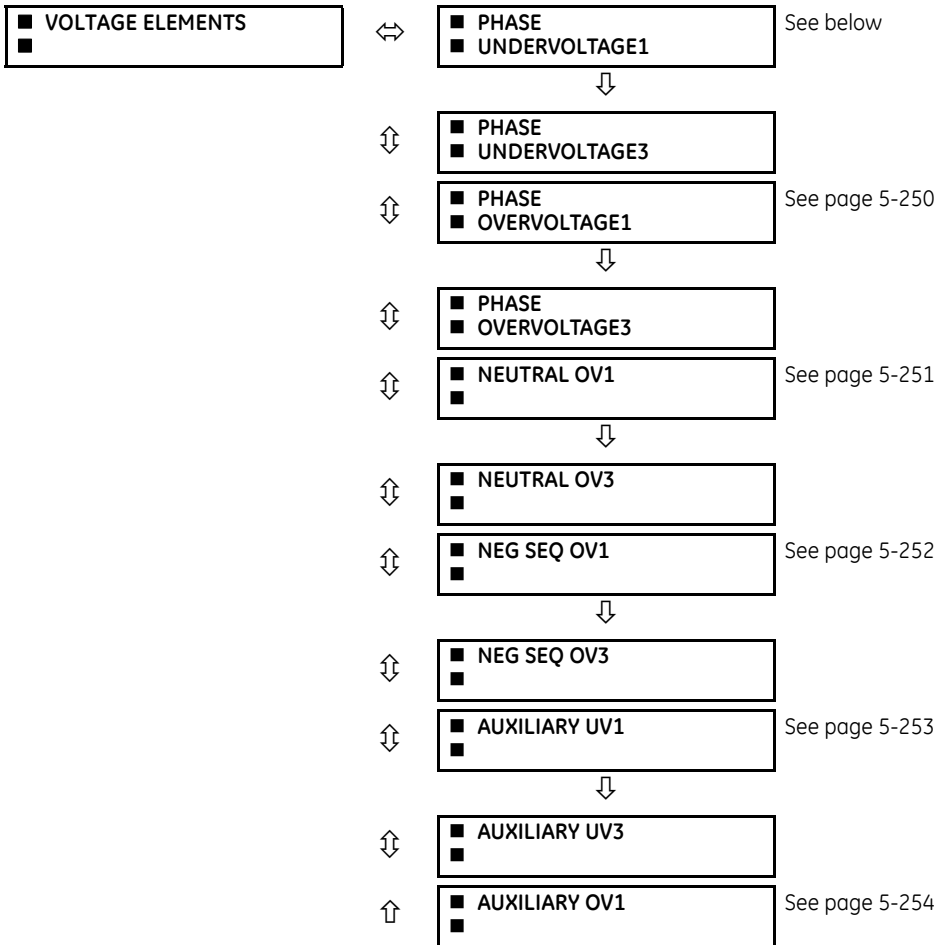 ■ VOLTAGE ELEMENTS
■
■ PHASE
■ UNDERVOLTAGE1
See below
■ PHASE
■ UNDERVOLTAGE3
■ PHASE
■ OVERVOLTAGE1
See page 5-250
■ PHASE
■ OVERVOLTAGE3
■ NEUTRAL OV1
■
See page 5-251
■ NEUTRAL OV3
■
■ NEG SEQ OV1
■
See page 5-252
■ NEG SEQ OV3
■
■ AUXILIARY UV1
■
See page 5-253
■ AUXILIARY UV3
■
■ AUXILIARY OV1
■
See page 5-254